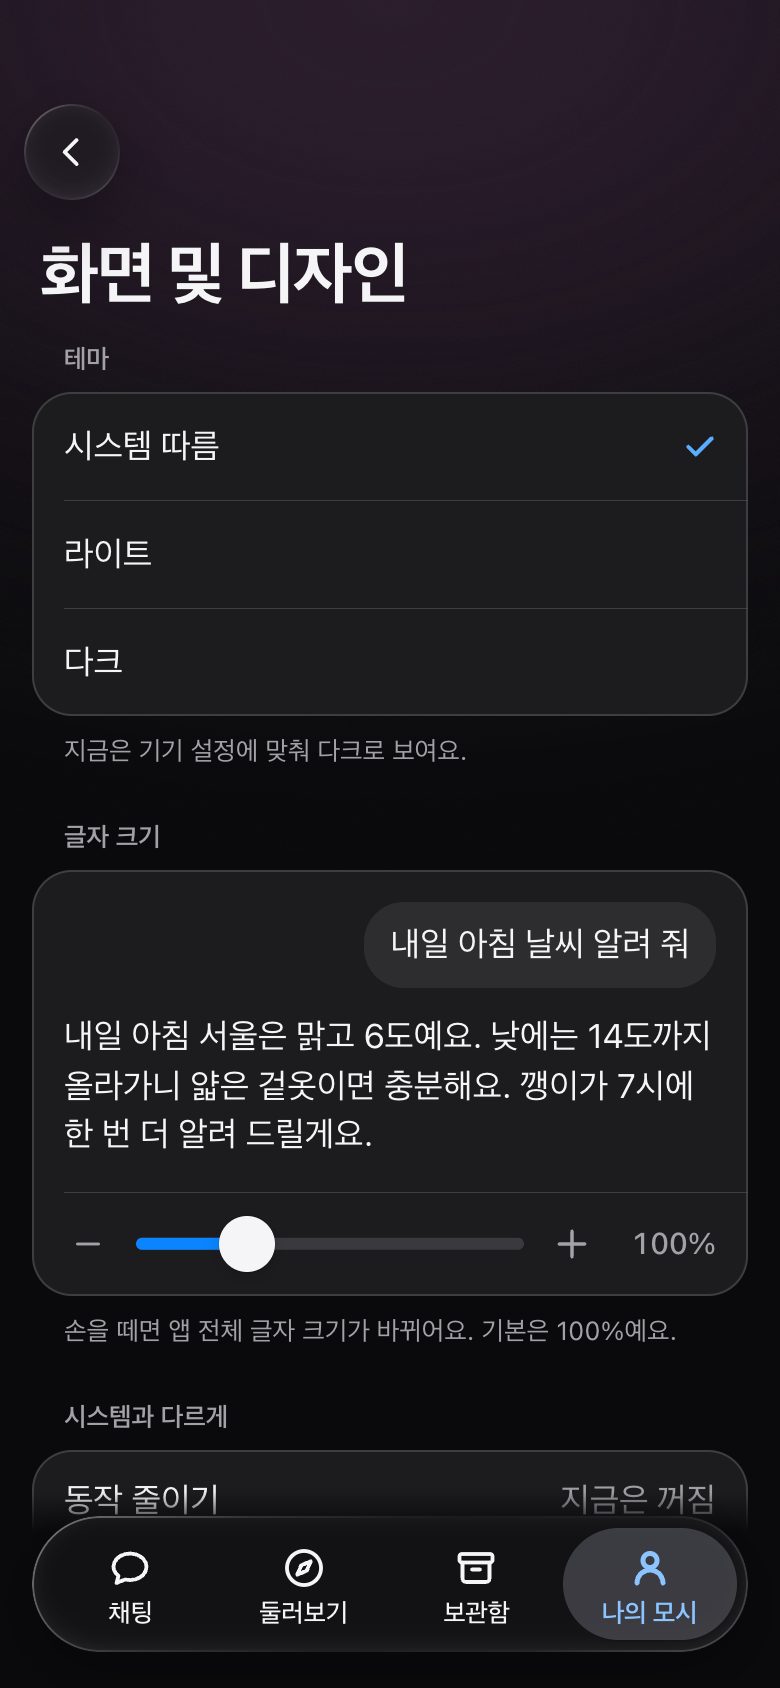 화면 및 디자인
테마
시스템 따름
라이트
다크
지금은 기기 설정에 맞춰 다크로 보여요.
글자 크기
내일 아침 날씨 알려 줘
내일 아침 서울은 맑고 6도예요. 낮에는 14도까지
올라가니 얇은 겉옷이면 충분해요. 깽이가 7시에
한 번 더 알려 드릴게요.
100%
손을 떼면 앱 전체 글자 크기가 바뀌어요. 기본은 100%예요.
시스템과 다르게
동작 줄이기 지금은 꺼짐
채팅 둘러보기 보관함 나의 모시